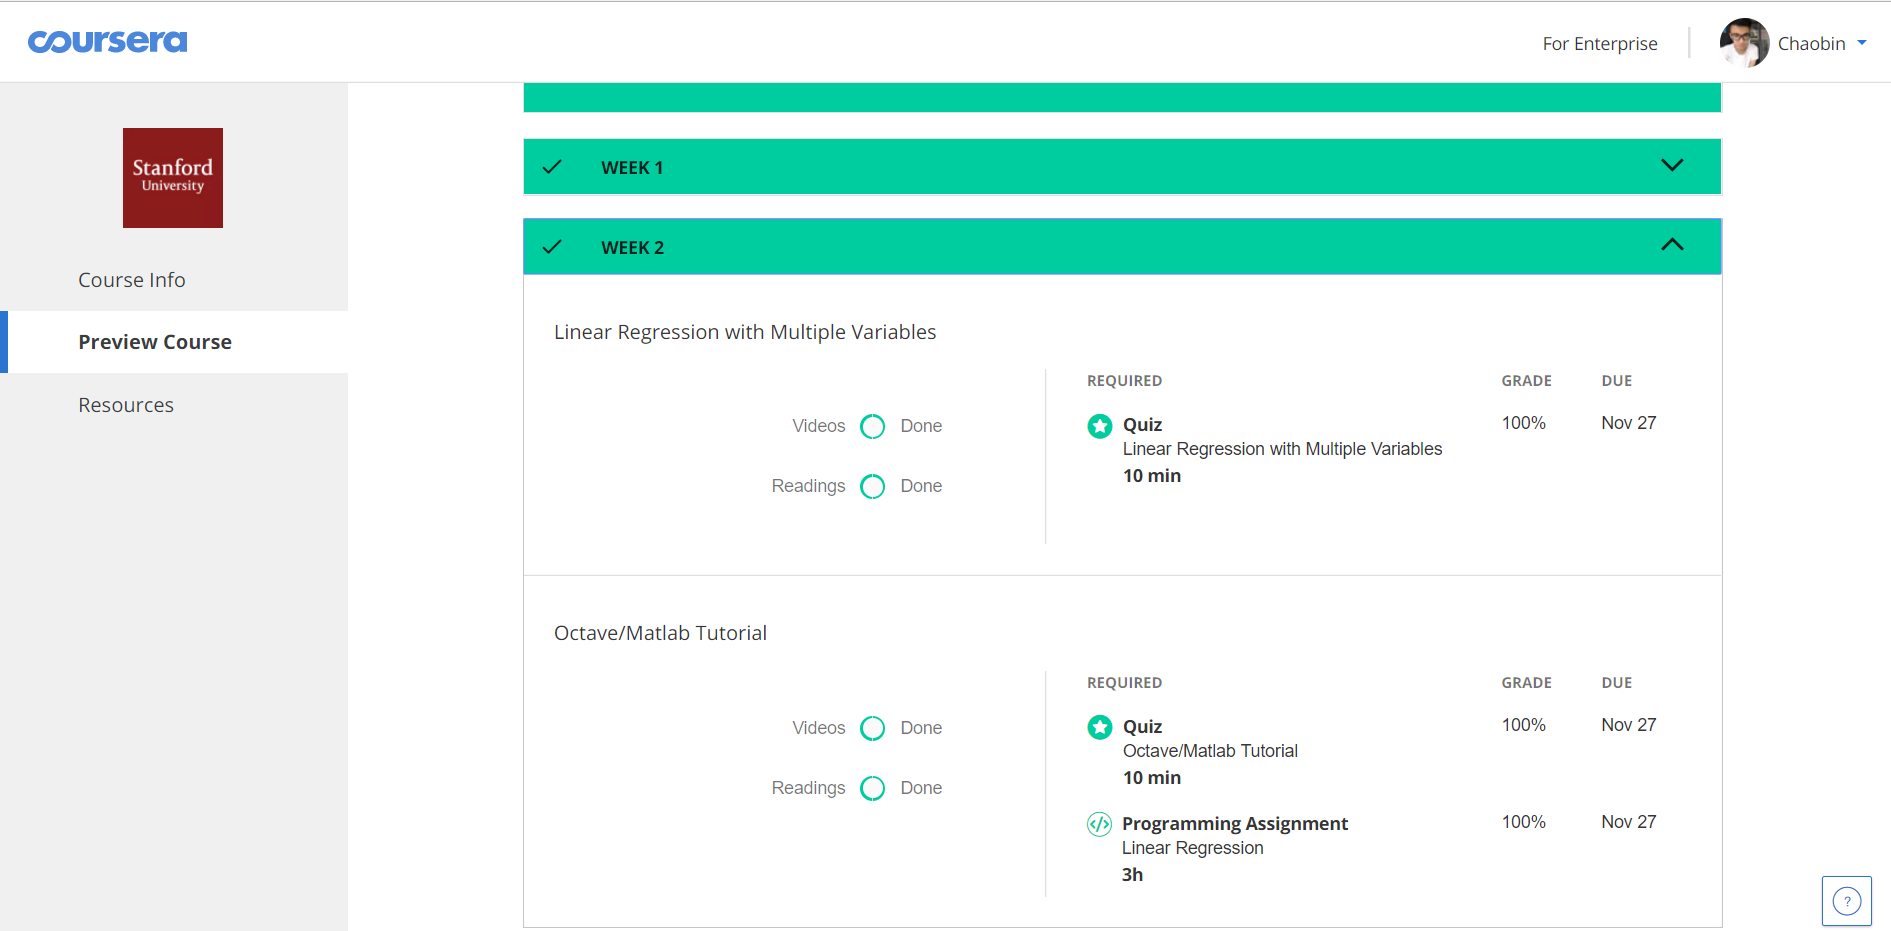 coursera
For Enterprise
Chaobin
Stanford
University
Course Info
Preview Course
Resources
WEEK 1
WEEK 2
Linear Regression with Multiple Variables
Videos Done
Readings Done
REQUIRED GRADE DUE
Quiz 100% Nov 27
Linear Regression with Multiple Variables
10 min
Octave/Matlab Tutorial
Videos Done
Readings Done
REQUIRED GRADE DUE
Quiz 100% Nov 27
Octave/Matlab Tutorial
10 min
</> Programming Assignment 100% Nov 27
Linear Regression
3h
?